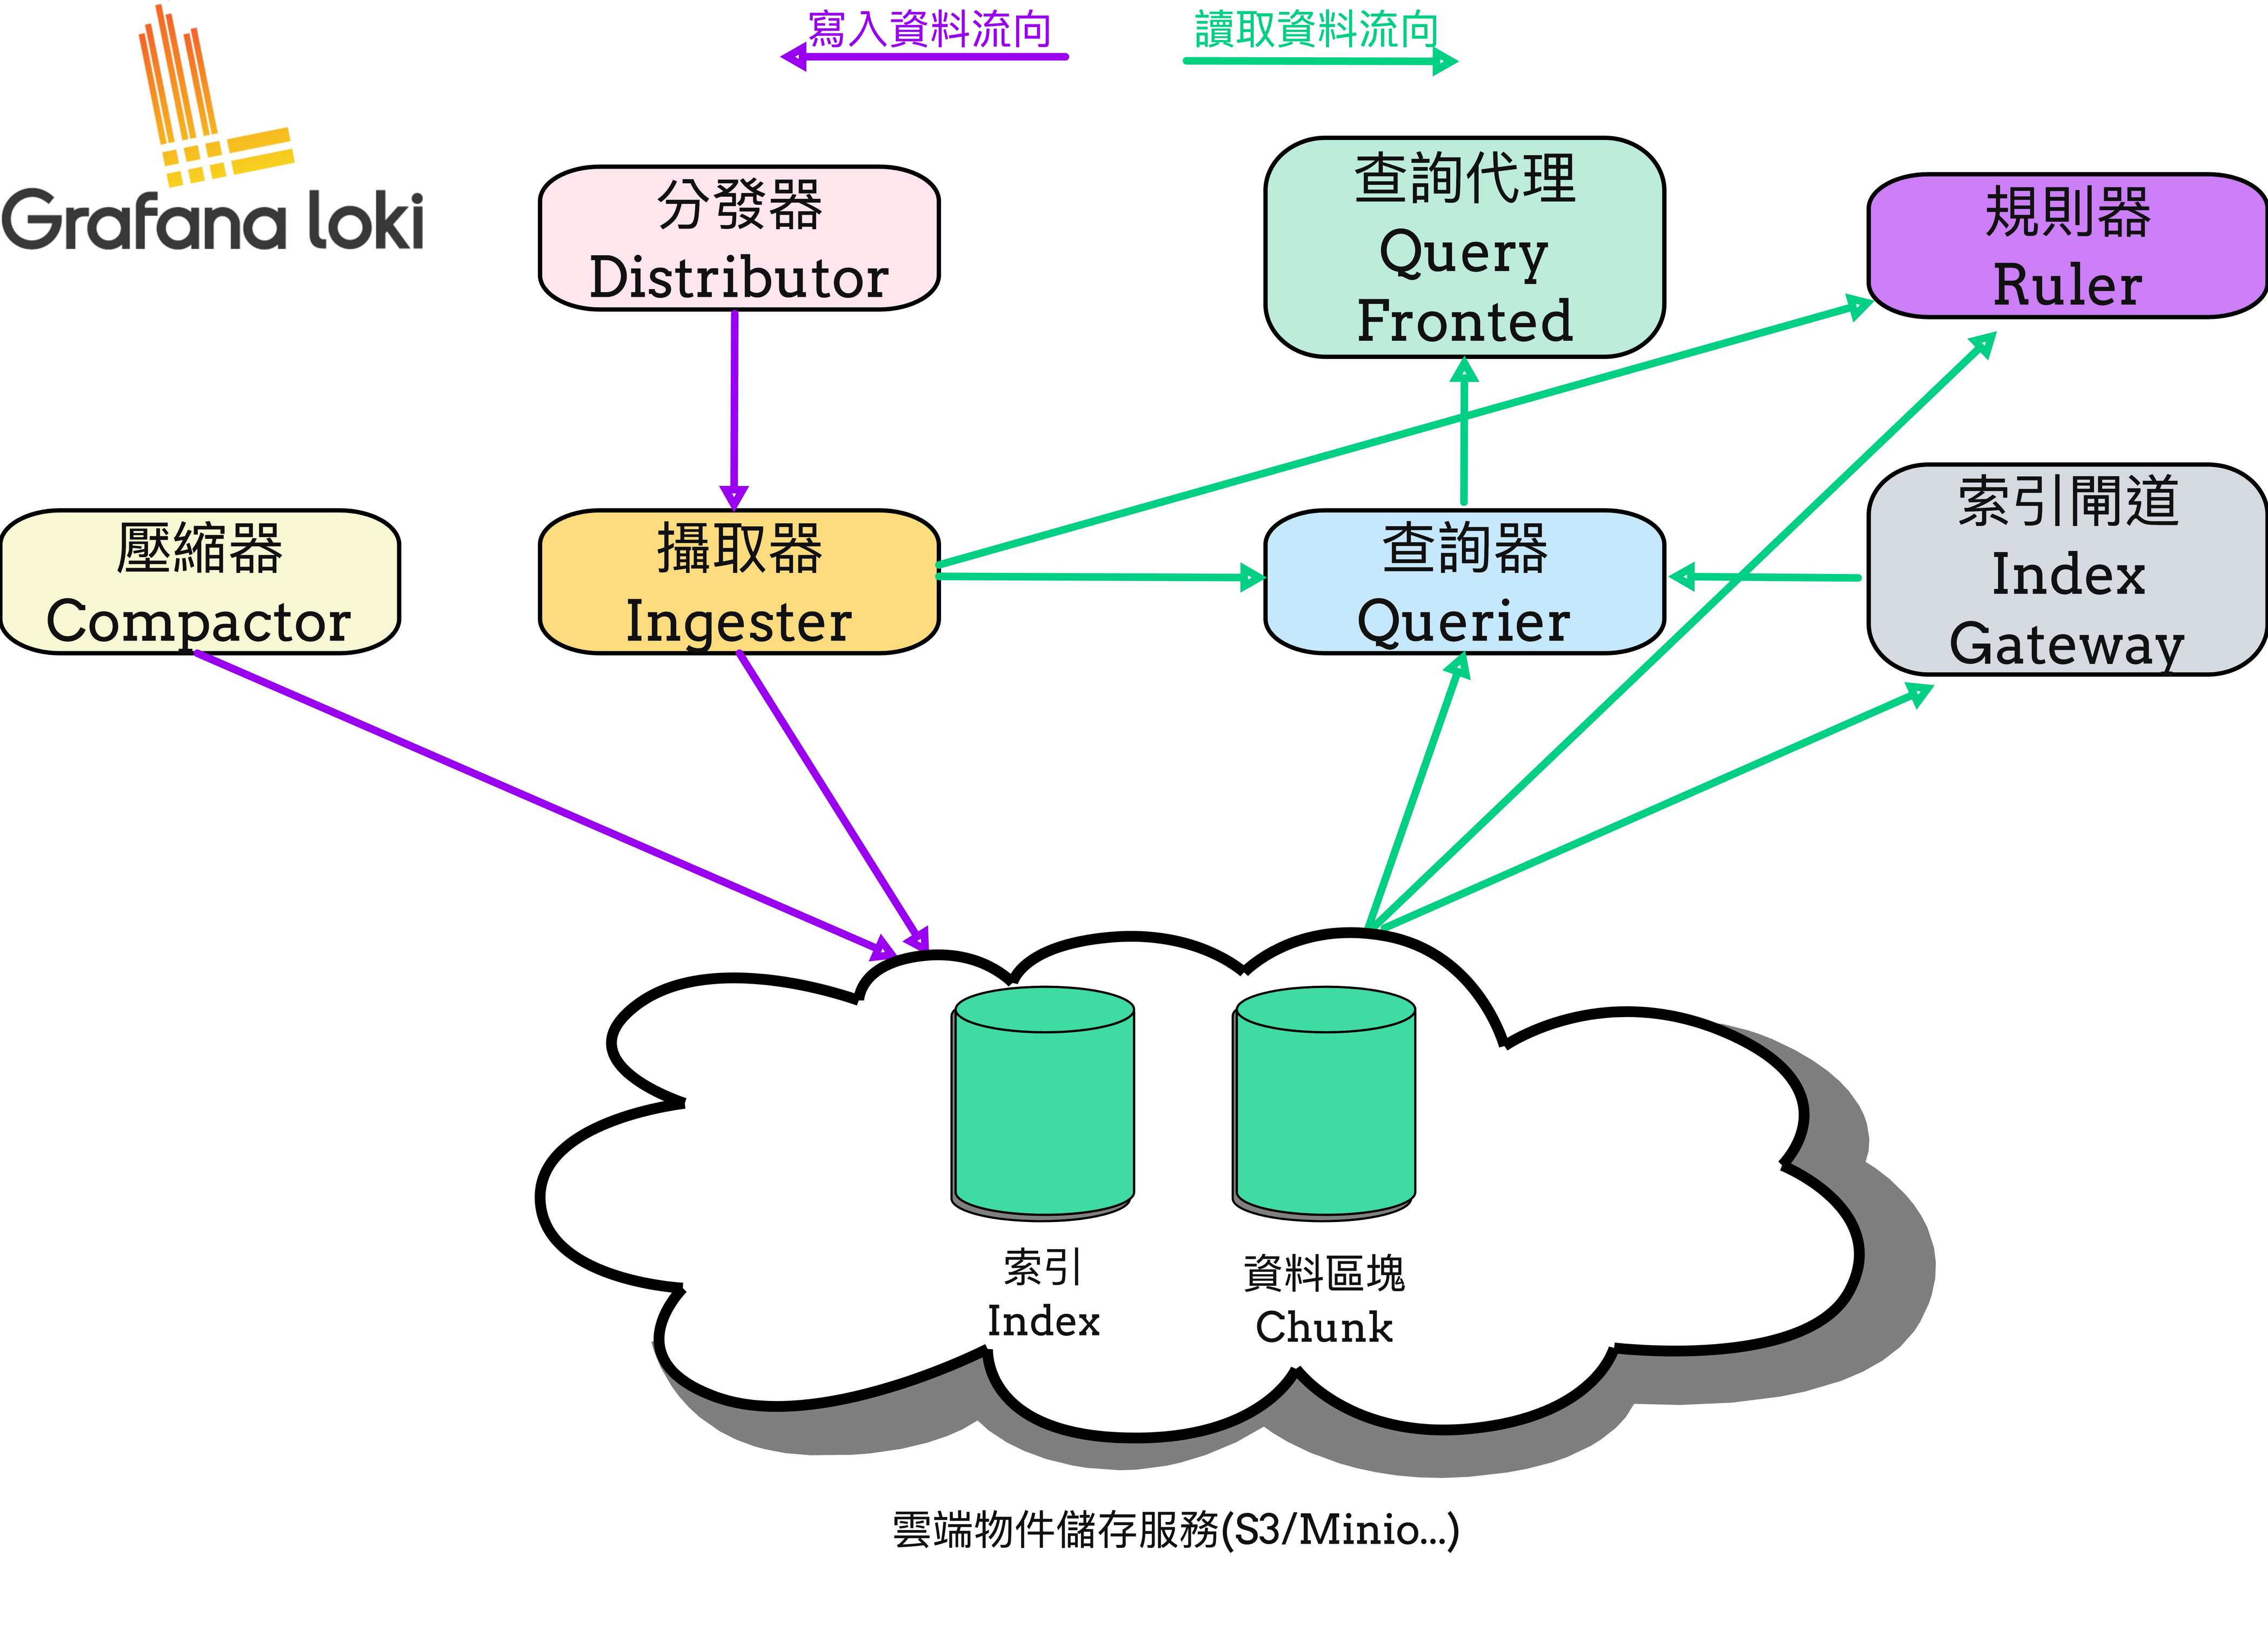 寫入資料流向
讀取資料流向
Grafana loki
分發器
Distributor
查詢代理
Query
Fronted
規則器
Ruler
壓縮器
Compactor
攝取器
Ingester
查詢器
Querier
索引閘道
Index
Gateway
索引
Index
資料區塊
Chunk
雲端物件儲存服務(S3/Minio...)